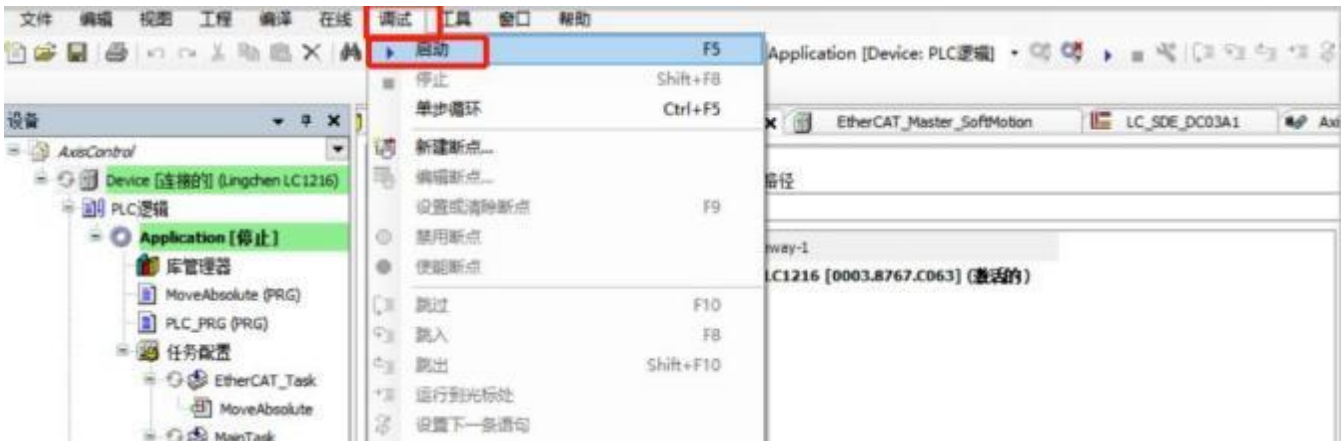 文件 编辑 视图 工程 编译 在线 调试 工具 窗口 帮助
Application [Device: PLC逻辑]
启动 F5
停止 Shift+F8
单步循环 Ctrl+F5
新建断点...
编辑断点...
设置或清除断点 F9
禁用断点
使能断点
跳过 F10
跳入 F8
跳出 Shift+F10
运行到光标处
设置下一条语句
设备
AxisControl
Device [连接的] (Lingchen LC1216)
PLC逻辑
Application [停止]
库管理器
MoveAbsolute (PRG)
PLC_PRG (PRG)
任务配置
EtherCAT_Task
MoveAbsolute
MainTask
EtherCAT_Master_SoftMotion LC_SDE_DC03A1 Axi
路径
way-1
LC1216 [0003.8767.C063] (激活的)